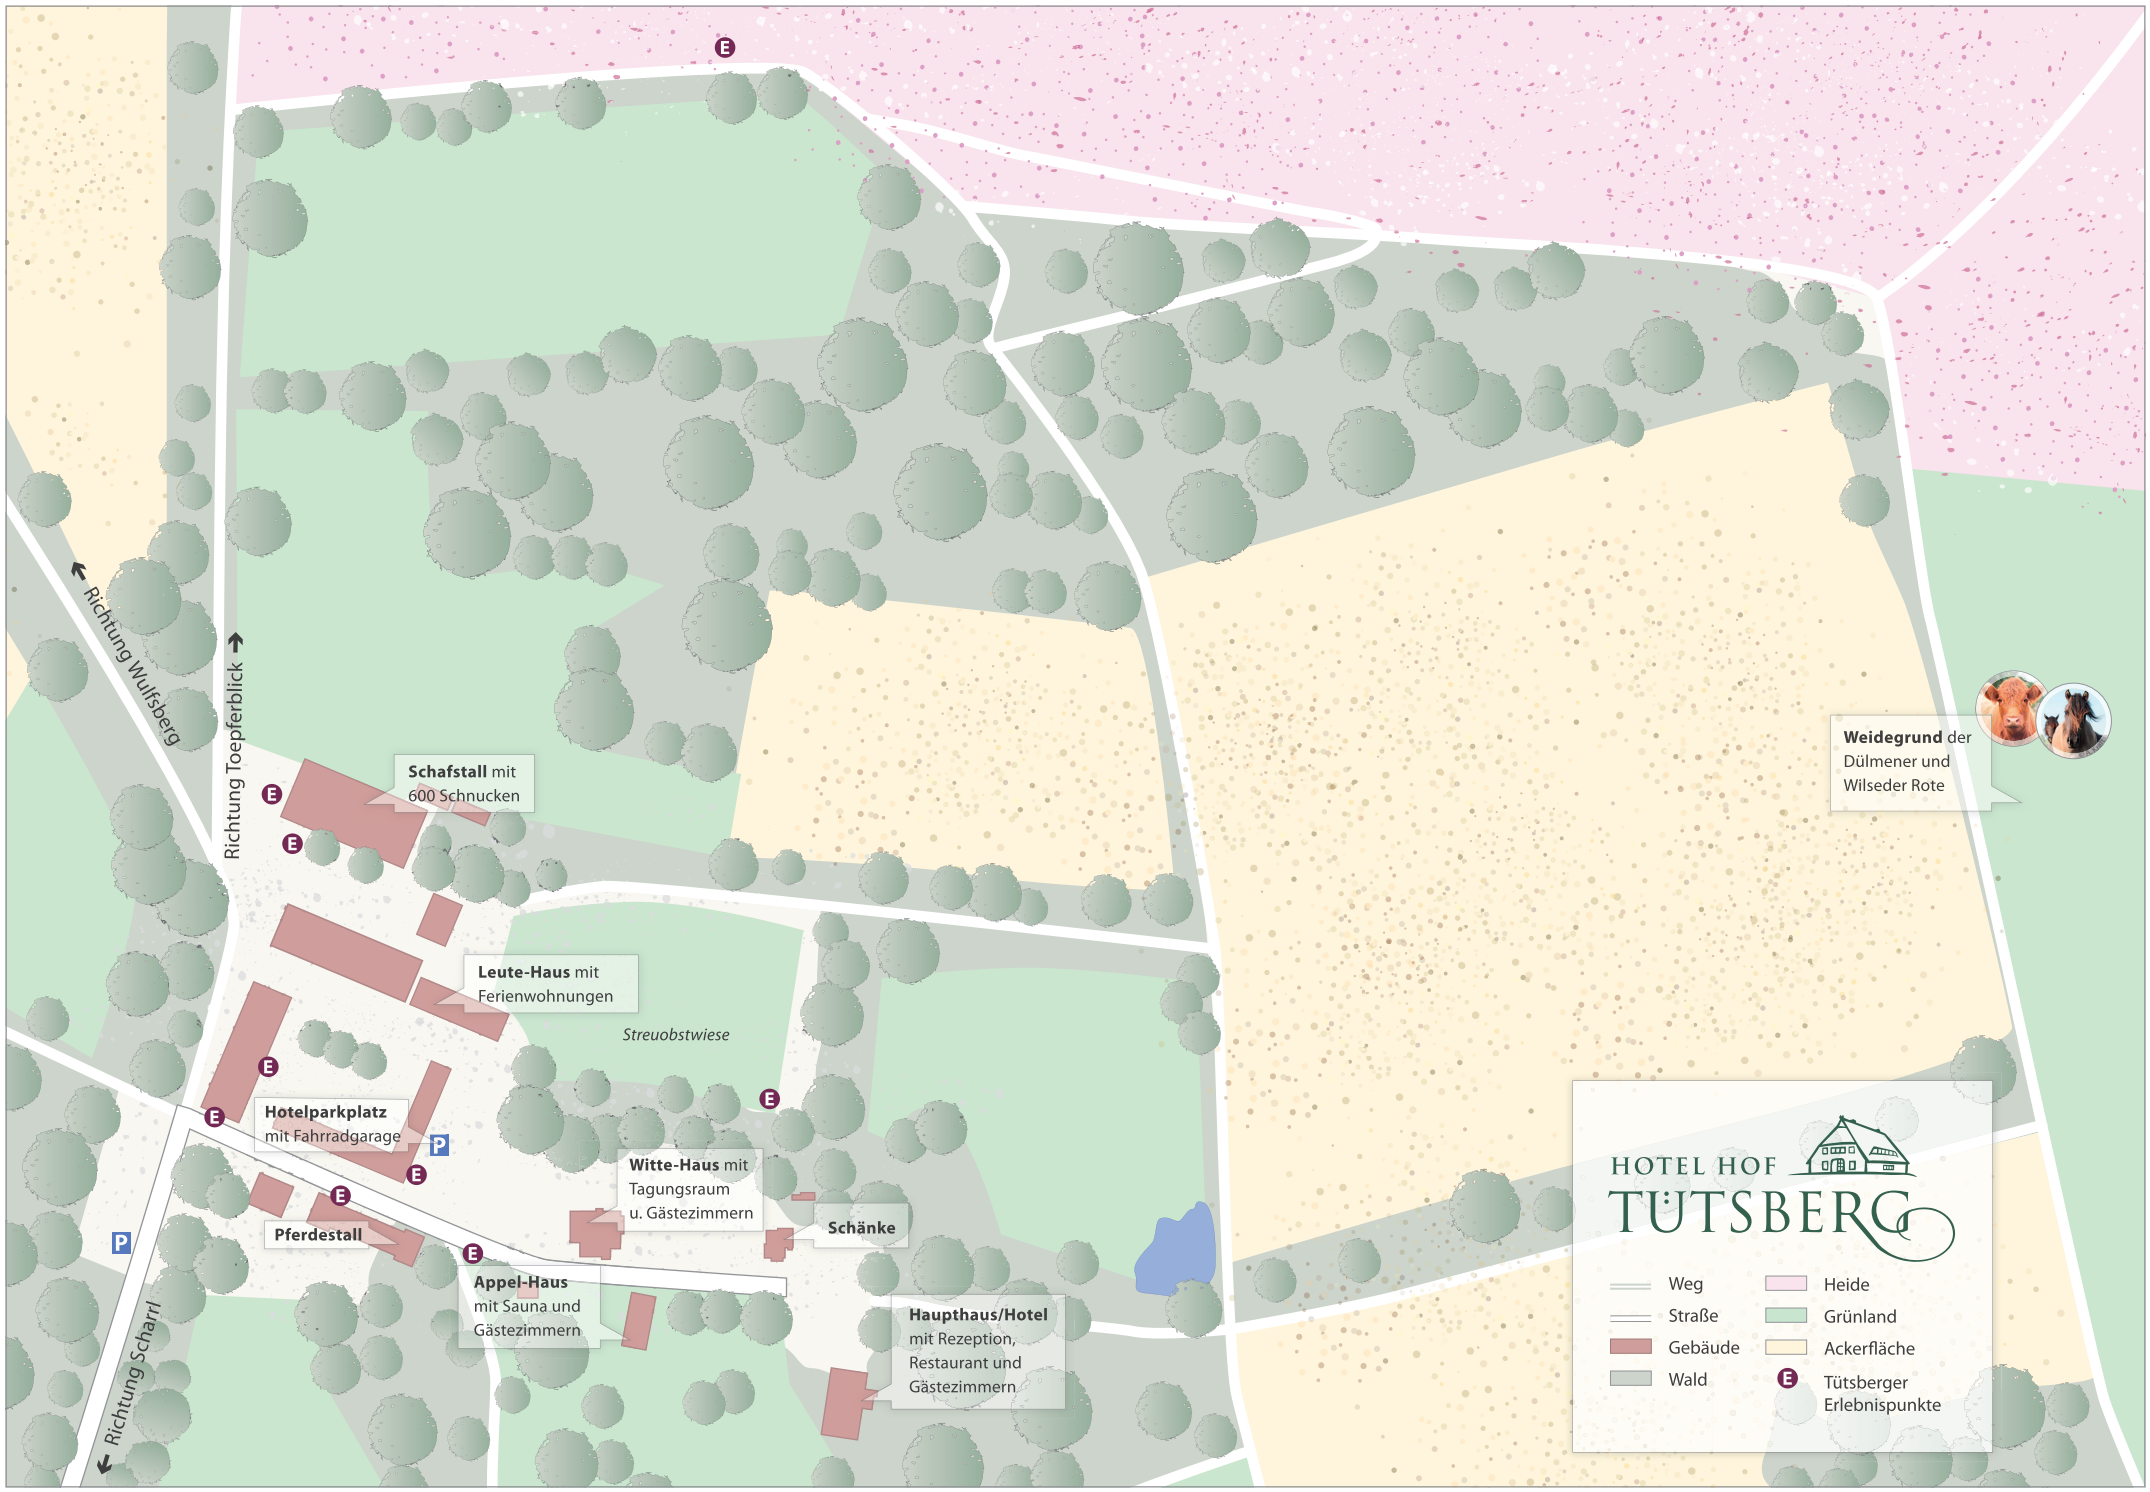 E
Richtung Wulfsberg
Richtung Toepferblick
Schafstall mit
600 Schnucken
E
E
Weidegrund der
Dülmener und
Wilseder Rote
Leute-Haus mit
Ferienwohnungen
Streuobstwiese
E
E
E
Hotelparkplatz
mit Fahrradgarage
P
E
E
Witte-Haus mit
Tagungsraum
u. Gästezimmern
Schänke
Pferdestall
P
E
Appel-Haus
mit Sauna und
Gästezimmern
Haupthaus/Hotel
mit Rezeption,
Restaurant und
Gästezimmern
Richtung Scharrl
HOTEL HOF
TÜTSBERG
Weg
Straße
Gebäude
Wald
Heide
Grünland
Ackerfläche
E Tütsberger
Erlebnispunkte